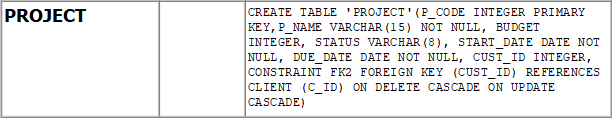 PROJECT
CREATE TABLE 'PROJECT'(P_CODE INTEGER PRIMARY
KEY,P_NAME VARCHAR(15) NOT NULL, BUDGET
INTEGER, STATUS VARCHAR(8), START_DATE DATE NOT
NULL, DUE_DATE DATE NOT NULL, CUST_ID INTEGER,
CONSTRAINT FK2 FOREIGN KEY (CUST_ID) REFERENCES
CLIENT (C_ID) ON DELETE CASCADE ON UPDATE
CASCADE)